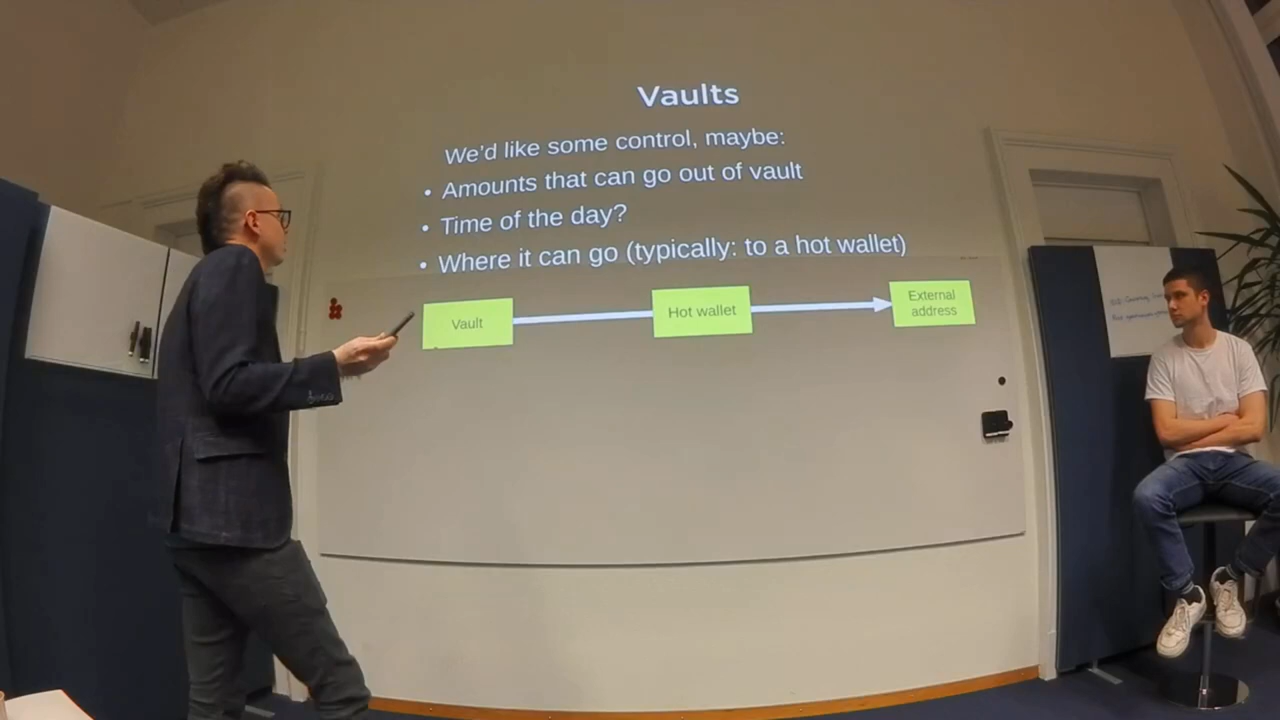 Vaults
We'd like some control, maybe:
• Amounts that can go out of vault
• Time of the day?
• Where it can go (typically: to a hot wallet)
Vault
Hot wallet
External
address